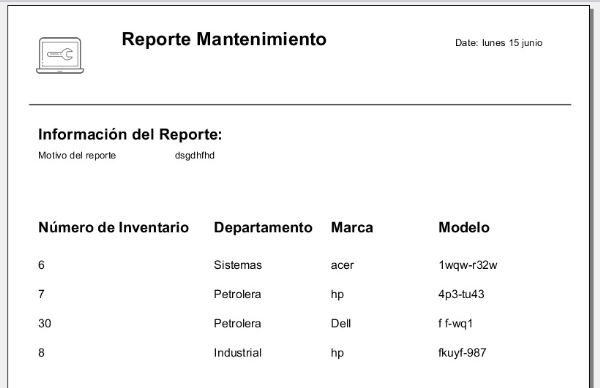 Reporte Mantenimiento Date: lunes 15 junio
Información del Reporte:
Motivo del reporte dsgdhfhd
Número de Inventario Departamento Marca Modelo
6 Sistemas acer 1wqw-r32w
7 Petrolera hp 4p3-tu43
30 Petrolera Dell f f-wq1
8 Industrial hp fkuyf-987